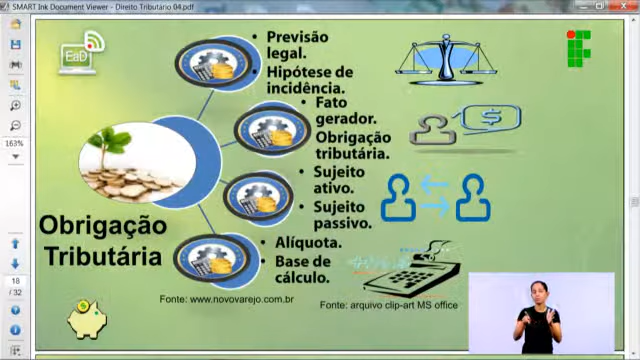 SMART Ink Document Viewer - Direito Tributário 04.pdf
EaD
• Previsão
legal.
• Hipótese de
incidência.
• Fato
gerador.
• Obrigação
tributária.
• Sujeito
ativo.
• Sujeito
passivo.
• Alíquota.
• Base de
cálculo.
Obrigação
Tributária
Fonte: www.novovarejo.com.br
Fonte: arquivo clip-art MS office
163%
18
/ 32
$
$